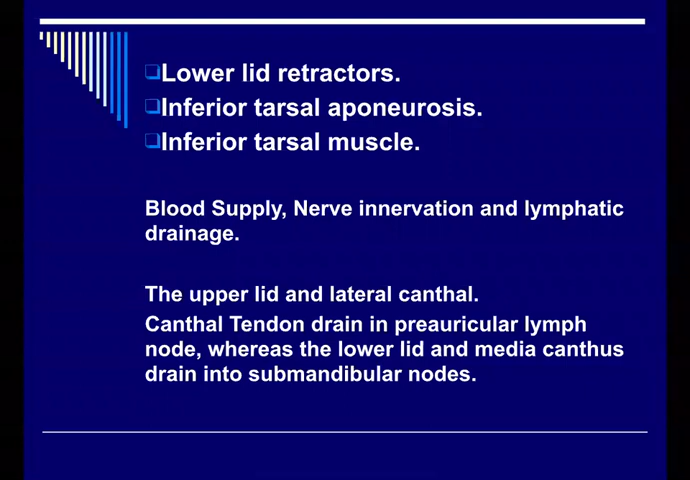 ❑Lower lid retractors.
❑Inferior tarsal aponeurosis.
❑Inferior tarsal muscle.
Blood Supply, Nerve innervation and lymphatic
drainage.
The upper lid and lateral canthal.
Canthal Tendon drain in preauricular lymph
node, whereas the lower lid and media canthus
drain into submandibular nodes.